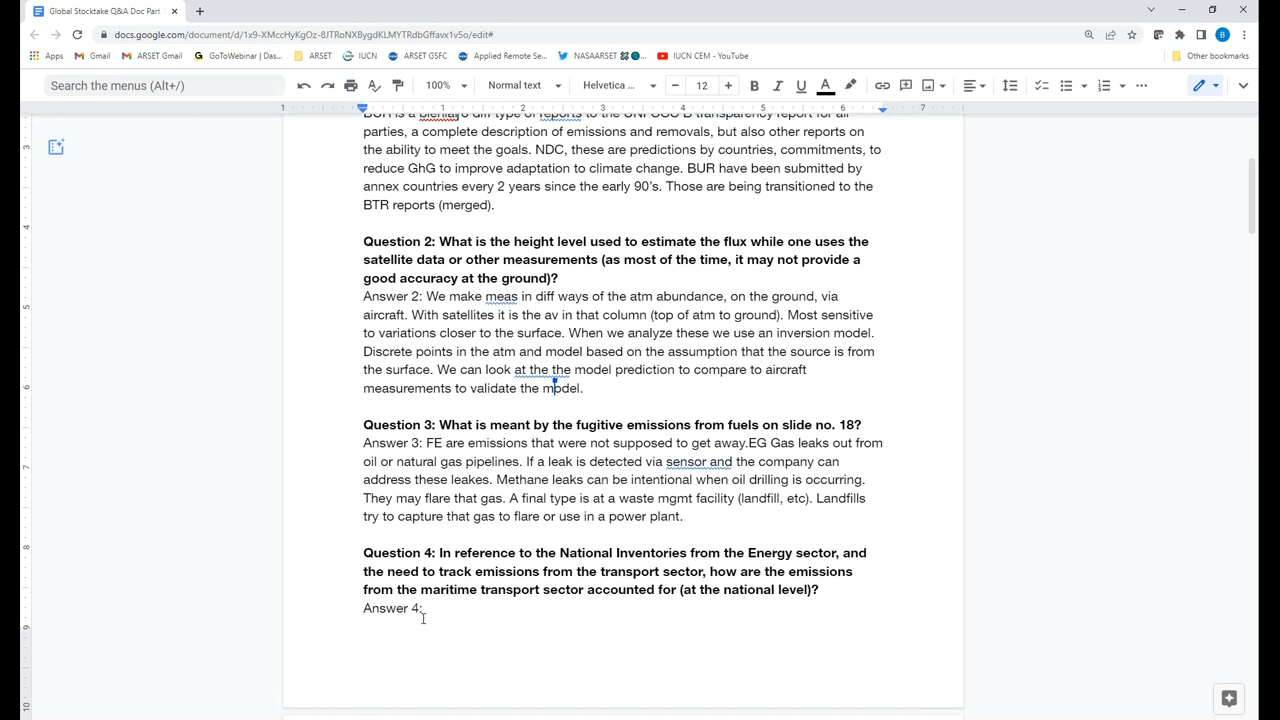 Global Stocktake Q&A Doc Part
docs.google.com/document/d/1x9-XMccHyKgOz-8JTRoNXBygdKLMYTRdbGffavx1v5o/edit#
Apps Gmail ARSET Gmail GoToWebinar | Das... ARSET IUCN ARSET GSFC Applied Remote Se... NASAARSET IUCN CEM - YouTube Other bookmarks
Search the menus (Alt+/) 100% Normal text Helvetica ... 12
1 1 2 3 4 5 6 7
parties, a complete description of emissions and removals, but also other reports on
the ability to meet the goals. NDC, these are predictions by countries, commitments, to
reduce GhG to improve adaptation to climate change. BUR have been submitted by
annex countries every 2 years since the early 90's. Those are being transitioned to the
BTR reports (merged).
Question 2: What is the height level used to estimate the flux while one uses the
satellite data or other measurements (as most of the time, it may not provide a
good accuracy at the ground)?
Answer 2: We make meas in diff ways of the atm abundance, on the ground, via
aircraft. With satellites it is the av in that column (top of atm to ground). Most sensitive
to variations closer to the surface. When we analyze these we use an inversion model.
Discrete points in the atm and model based on the assumption that the source is from
the surface. We can look at the the model prediction to compare to aircraft
measurements to validate the model.
Question 3: What is meant by the fugitive emissions from fuels on slide no. 18?
Answer 3: FE are emissions that were not supposed to get away.EG Gas leaks out from
oil or natural gas pipelines. If a leak is detected via sensor and the company can
address these leakes. Methane leaks can be intentional when oil drilling is occurring.
They may flare that gas. A final type is at a waste mgmt facility (landfill, etc). Landfills
try to capture that gas to flare or use in a power plant.
Question 4: In reference to the National Inventories from the Energy sector, and
the need to track emissions from the transport sector, how are the emissions
from the maritime transport sector accounted for (at the national level)?
Answer 4: